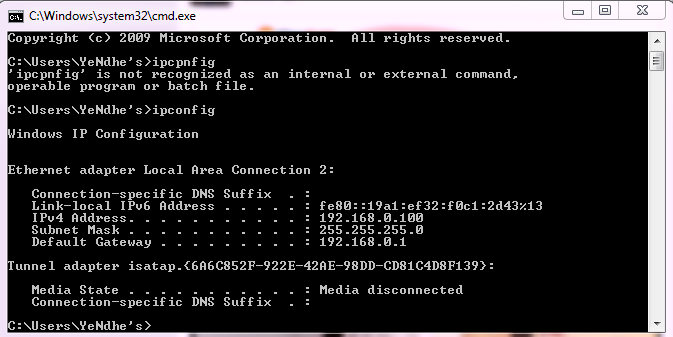 C:\Windows\system32\cmd.exe
Copyright (c) 2009 Microsoft Corporation.  All rights reserved.
C:\Users\YeNdhe's>ipcpnfig
'ipcpnfig' is not recognized as an internal or external command,
operable program or batch file.
C:\Users\YeNdhe's>ipconfig
Windows IP Configuration
Ethernet adapter Local Area Connection 2:
   Connection-specific DNS Suffix  . :
   Link-local IPv6 Address . . . . . : fe80::19a1:ef32:f0c1:2d43%13
   IPv4 Address. . . . . . . . . . . : 192.168.0.100
   Subnet Mask . . . . . . . . . . . : 255.255.255.0
   Default Gateway . . . . . . . . . : 192.168.0.1
Tunnel adapter isatap.{6A6C852F-922E-42AE-98DD-CD81C4D8F139}:
   Media State . . . . . . . . . . . : Media disconnected
   Connection-specific DNS Suffix  . :
C:\Users\YeNdhe's>